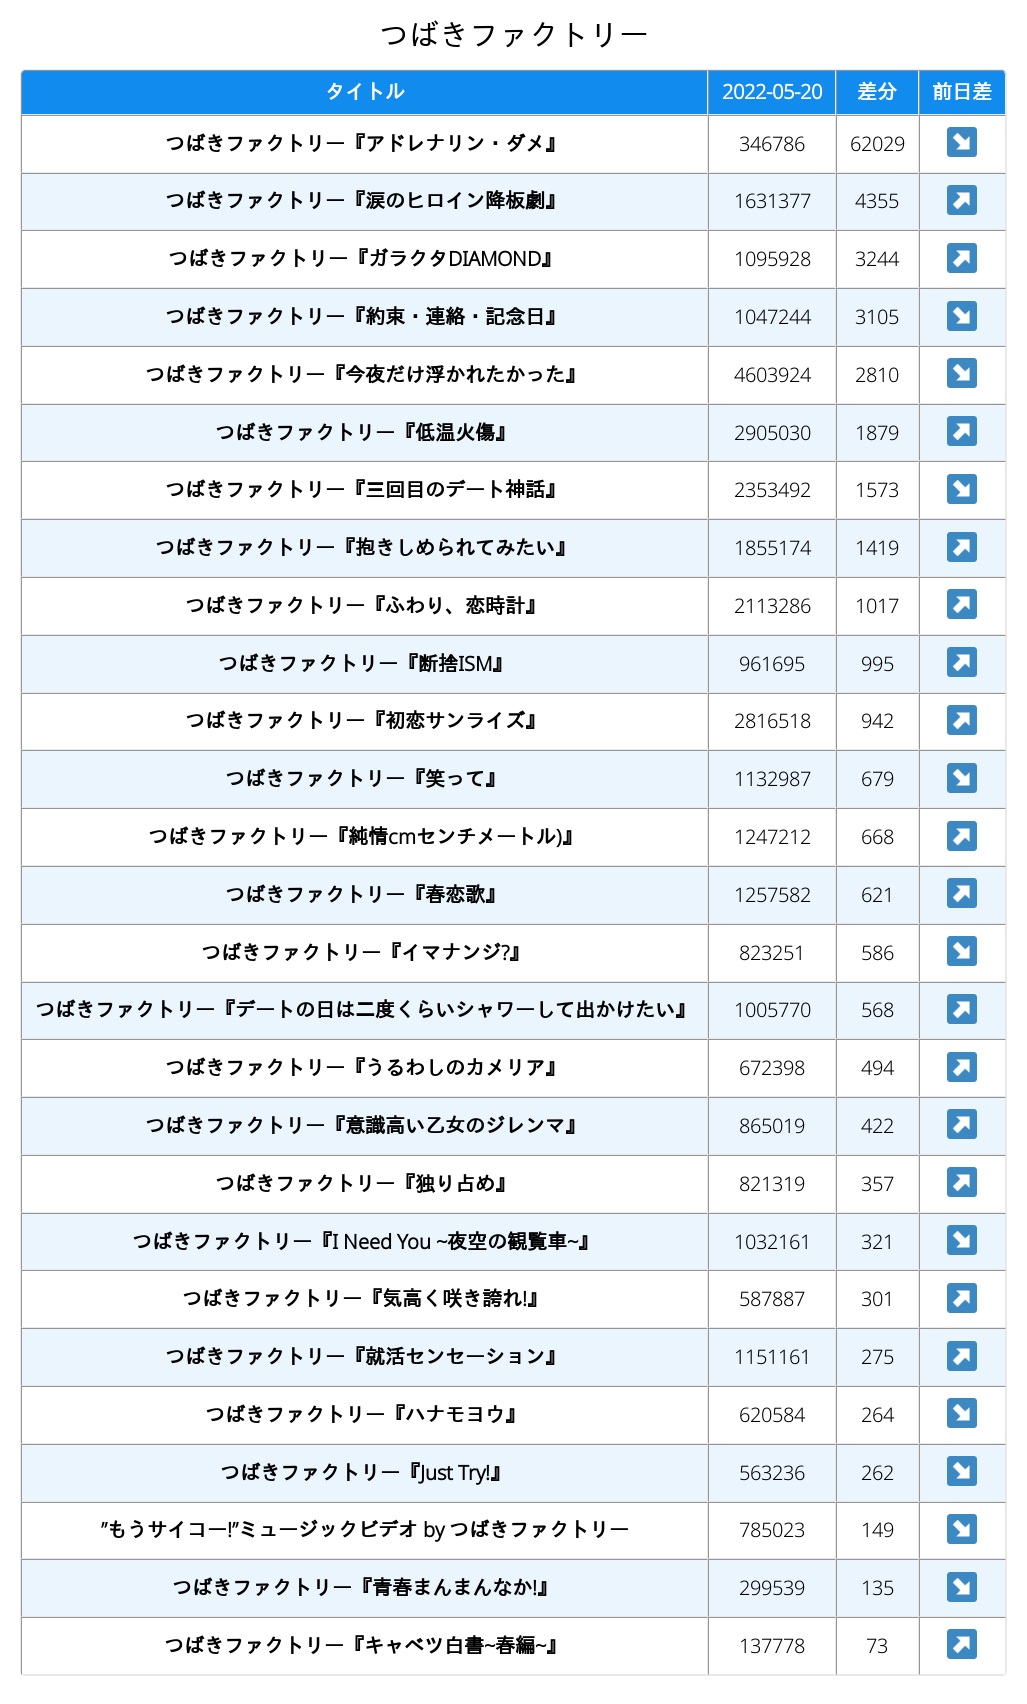 つばきファクトリー
タイトル 2022-05-20 差分 前日差
つばきファクトリー『アドレナリン・ダメ』 346786 62029 ↘
つばきファクトリー『涙のヒロイン降板劇』 1631377 4355 ↗
つばきファクトリー『ガラクタDIAMOND』 1095928 3244 ↗
つばきファクトリー『約束・連絡・記念日』 1047244 3105 ↘
つばきファクトリー『今夜だけ浮かれたかった』 4603924 2810 ↘
つばきファクトリー『低温火傷』 2905030 1879 ↗
つばきファクトリー『三回目のデート神話』 2353492 1573 ↘
つばきファクトリー『抱きしめられてみたい』 1855174 1419 ↗
つばきファクトリー『ふわり、恋時計』 2113286 1017 ↗
つばきファクトリー『断捨ISM』 961695 995 ↗
つばきファクトリー『初恋サンライズ』 2816518 942 ↗
つばきファクトリー『笑って』 1132987 679 ↘
つばきファクトリー『純情cmセンチメートル)』 1247212 668 ↗
つばきファクトリー『春恋歌』 1257582 621 ↗
つばきファクトリー『イマナンジ?』 823251 586 ↘
つばきファクトリー『デートの日は二度くらいシャワーして出かけたい』 1005770 568 ↗
つばきファクトリー『うるわしのカメリア』 672398 494 ↗
つばきファクトリー『意識高い乙女のジレンマ』 865019 422 ↗
つばきファクトリー『独り占め』 821319 357 ↗
つばきファクトリー『I Need You ~夜空の観覧車~』 1032161 321 ↘
つばきファクトリー『気高く咲き誇れ!』 587887 301 ↗
つばきファクトリー『就活センセーション』 1151161 275 ↗
つばきファクトリー『ハナモヨウ』 620584 264 ↘
つばきファクトリー『Just Try!』 563236 262 ↘
”もうサイコー!”ミュージックビデオ by つばきファクトリー 785023 149 ↘
つばきファクトリー『青春まんまんなか!』 299539 135 ↘
つばきファクトリー『キャベツ白書~春編~』 137778 73 ↗